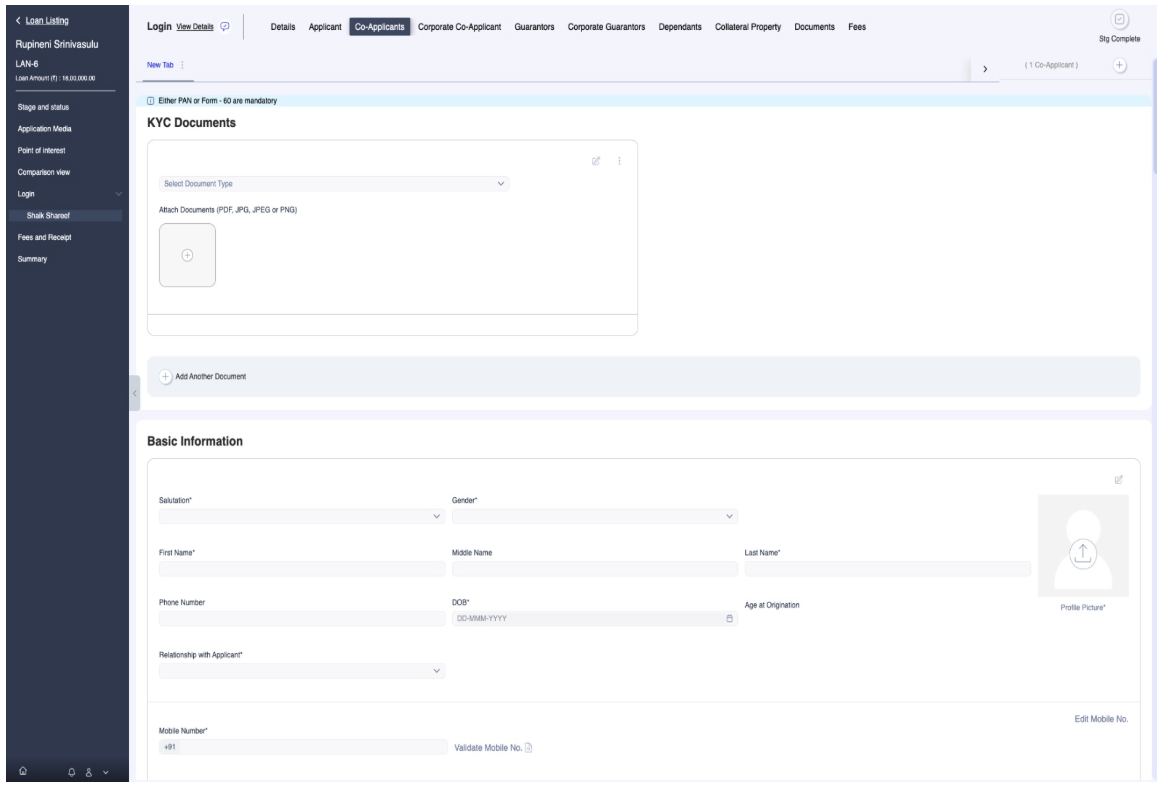 Loan Listing
Rupineni Srinivasulu
LAN-6
Loan Amount (₹) : 16,00,000.00
Stage and status
Application Media
Point of interest
Comparison view
Login
Shaik Shareef
Fees and Receipt
Summary
Login View Details Details Applicant Co-Applicants Corporate Co-Applicant Guarantors Corporate Guarantors Dependants Collateral Property Documents Fees
Stg Complete
New Tab ( 1 Co-Applicant )
Either PAN or Form - 60 are mandatory
KYC Documents
Select Document Type
Attach Documents (PDF, JPG, JPEG or PNG)
Add Another Document
Basic Information
Salutation* Gender*
First Name* Middle Name Last Name*
Phone Number DOB* Age at Origination
DD-MMM-YYYY
Profile Picture*
Relationship with Applicant*
Edit Mobile No.
Mobile Number*
+91 Validate Mobile No.